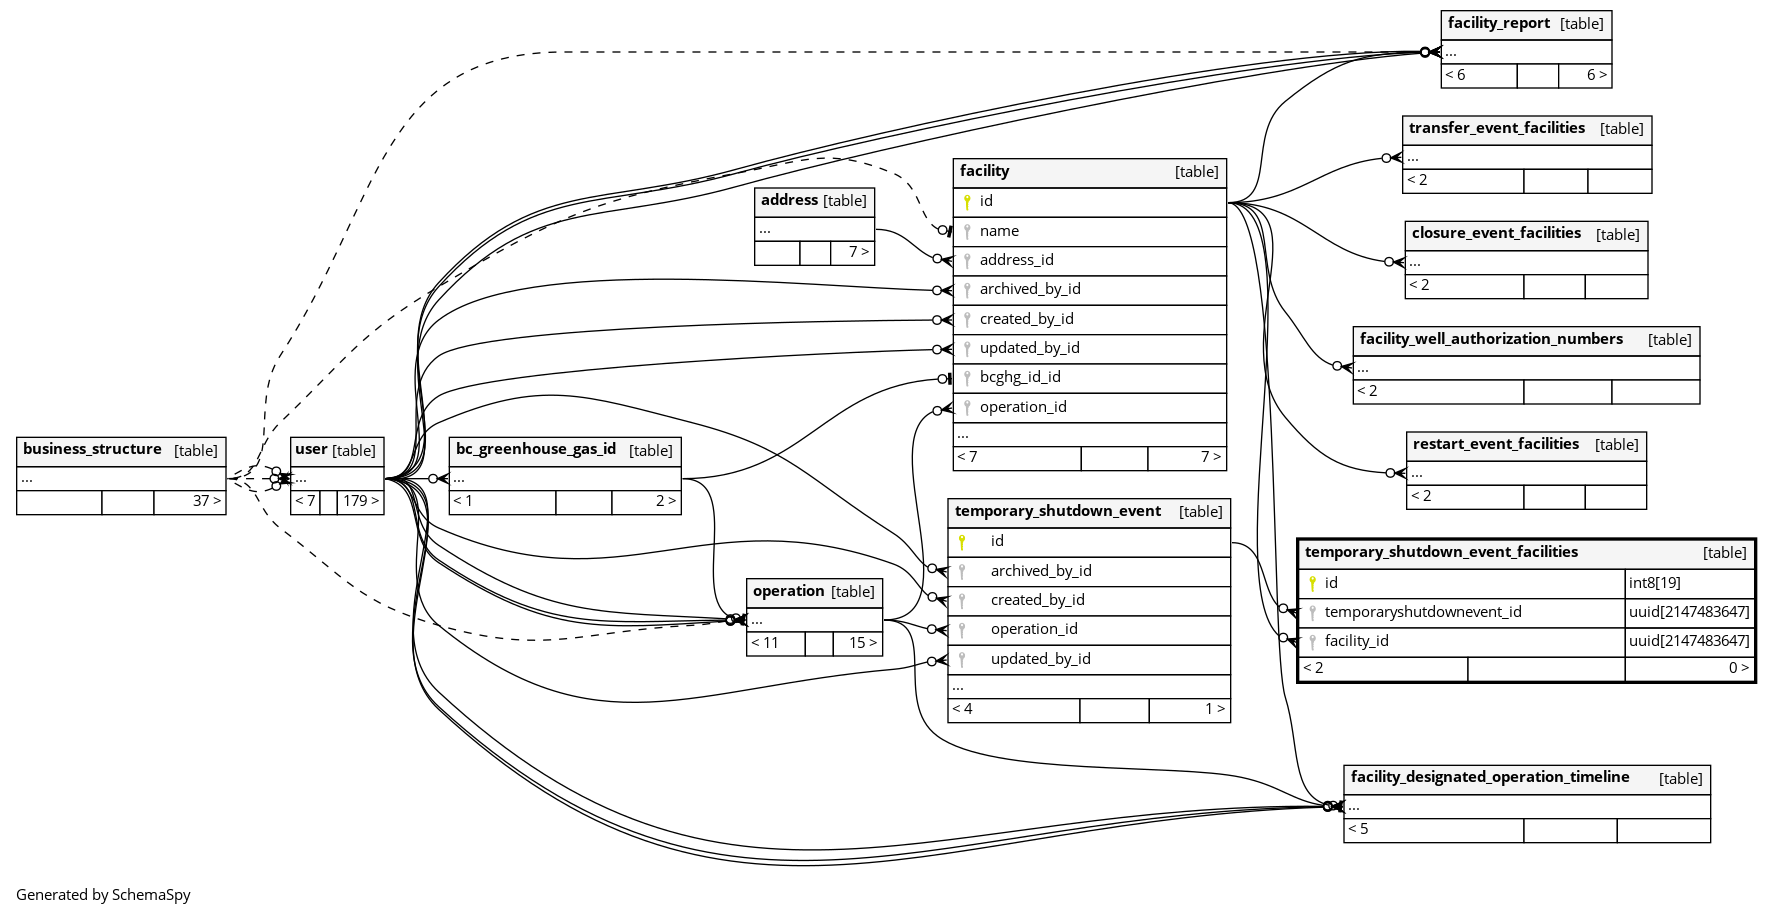 facility_report [table]
...
< 6 6 >
transfer_event_facilities [table]
...
< 2
facility [table]
id
name
address_id
archived_by_id
created_by_id
updated_by_id
bcghg_id_id
operation_id
...
< 7 7 >
address [table]
...
7 >
closure_event_facilities [table]
...
< 2
facility_well_authorization_numbers [table]
...
< 2
business_structure [table]
...
37 >
user [table]
...
< 7 179 >
bc_greenhouse_gas_id [table]
...
< 1 2 >
restart_event_facilities [table]
...
< 2
temporary_shutdown_event [table]
id
archived_by_id
created_by_id
operation_id
updated_by_id
...
< 4 1 >
temporary_shutdown_event_facilities [table]
id int8[19]
temporaryshutdownevent_id uuid[2147483647]
facility_id uuid[2147483647]
< 2 0 >
operation [table]
...
< 11 15 >
facility_designated_operation_timeline [table]
...
< 5
Generated by SchemaSpy